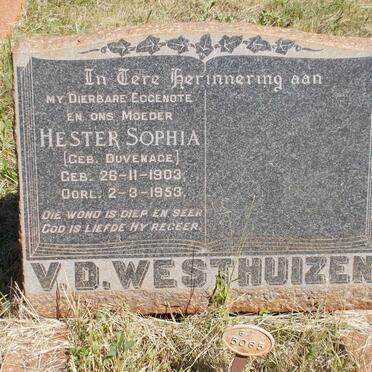 In Tere Herinnering aan
MY DIERBARE EGGENOTE
EN ONS MOEDER
HESTER SOPHIA
[GEB. DUVENAGE]
GEB. 26-11-1903.
OORL. 2-3-1953.
DIE WOND IS DIEP EN SEER
GOD IS LIEFDE HY REGEER.
V.D. WESTHUIZEN
5065